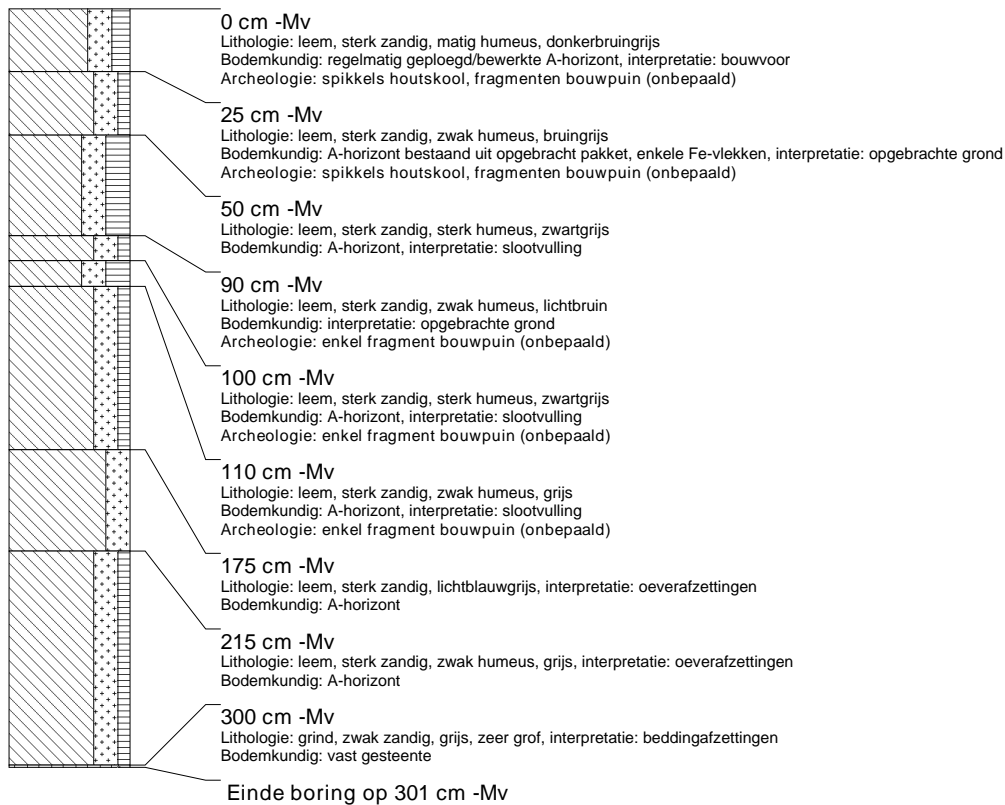 0 cm -Mv
Lithologie: leem, sterk zandig, matig humeus, donkerbruingrijs
Bodemkundig: regelmatig geploegd/bewerkte A-horizont, interpretatie: bouwvoor
Archeologie: spikkels houtskool, fragmenten bouwpuin (onbepaald)
25 cm -Mv
Lithologie: leem, sterk zandig, zwak humeus, bruingrijs
Bodemkundig: A-horizont bestaand uit opgebracht pakket, enkele Fe-vlekken, interpretatie: opgebrachte grond
Archeologie: spikkels houtskool, fragmenten bouwpuin (onbepaald)
50 cm -Mv
Lithologie: leem, sterk zandig, sterk humeus, zwartgrijs
Bodemkundig: A-horizont, interpretatie: slootvulling
90 cm -Mv
Lithologie: leem, sterk zandig, zwak humeus, lichtbruin
Bodemkundig: interpretatie: opgebrachte grond
Archeologie: enkel fragment bouwpuin (onbepaald)
100 cm -Mv
Lithologie: leem, sterk zandig, sterk humeus, zwartgrijs
Bodemkundig: A-horizont, interpretatie: slootvulling
Archeologie: enkel fragment bouwpuin (onbepaald)
110 cm -Mv
Lithologie: leem, sterk zandig, zwak humeus, grijs
Bodemkundig: A-horizont, interpretatie: slootvulling
Archeologie: enkel fragment bouwpuin (onbepaald)
175 cm -Mv
Lithologie: leem, sterk zandig, lichtblauwgrijs, interpretatie: oeverafzettingen
Bodemkundig: A-horizont
215 cm -Mv
Lithologie: leem, sterk zandig, zwak humeus, grijs, interpretatie: oeverafzettingen
Bodemkundig: A-horizont
300 cm -Mv
Lithologie: grind, zwak zandig, grijs, zeer grof, interpretatie: beddingafzettingen
Bodemkundig: vast gesteente
Einde boring op 301 cm -Mv